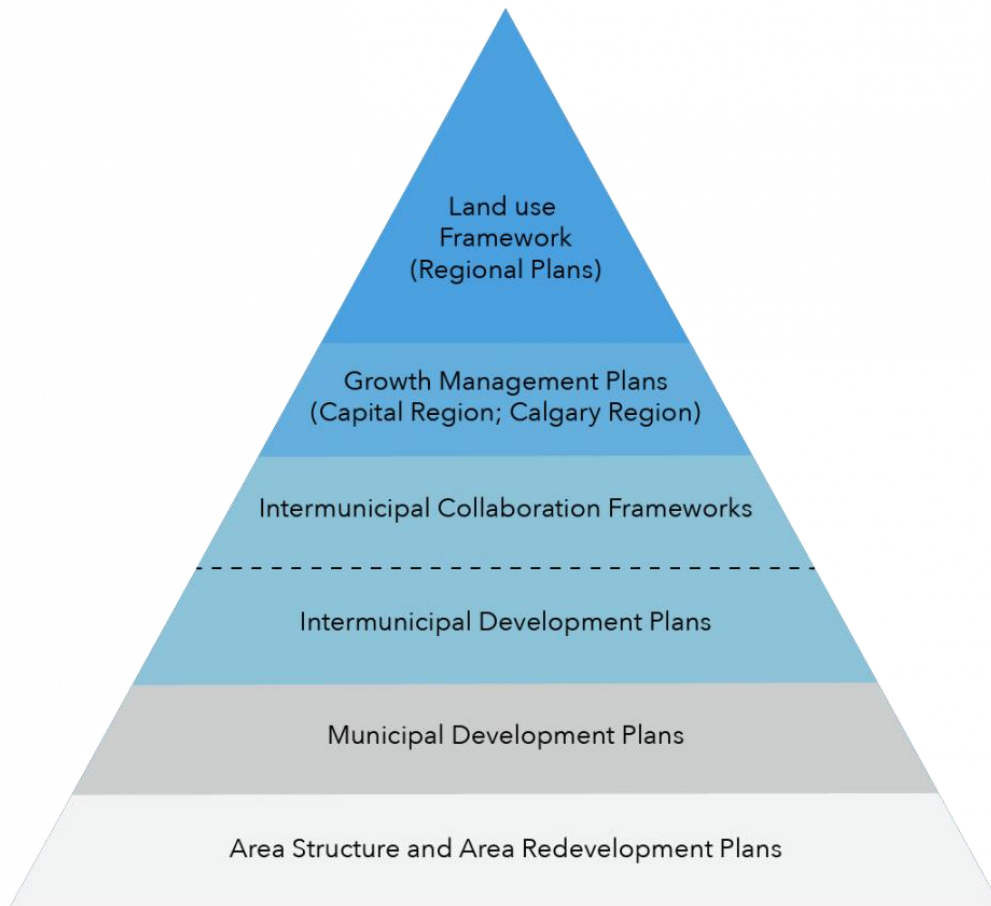 Land use
Framework
(Regional Plans)
Growth Management Plans
(Capital Region; Calgary Region)
Intermunicipal Collaboration Frameworks
Intermunicipal Development Plans
Municipal Development Plans
Area Structure and Area Redevelopment Plans